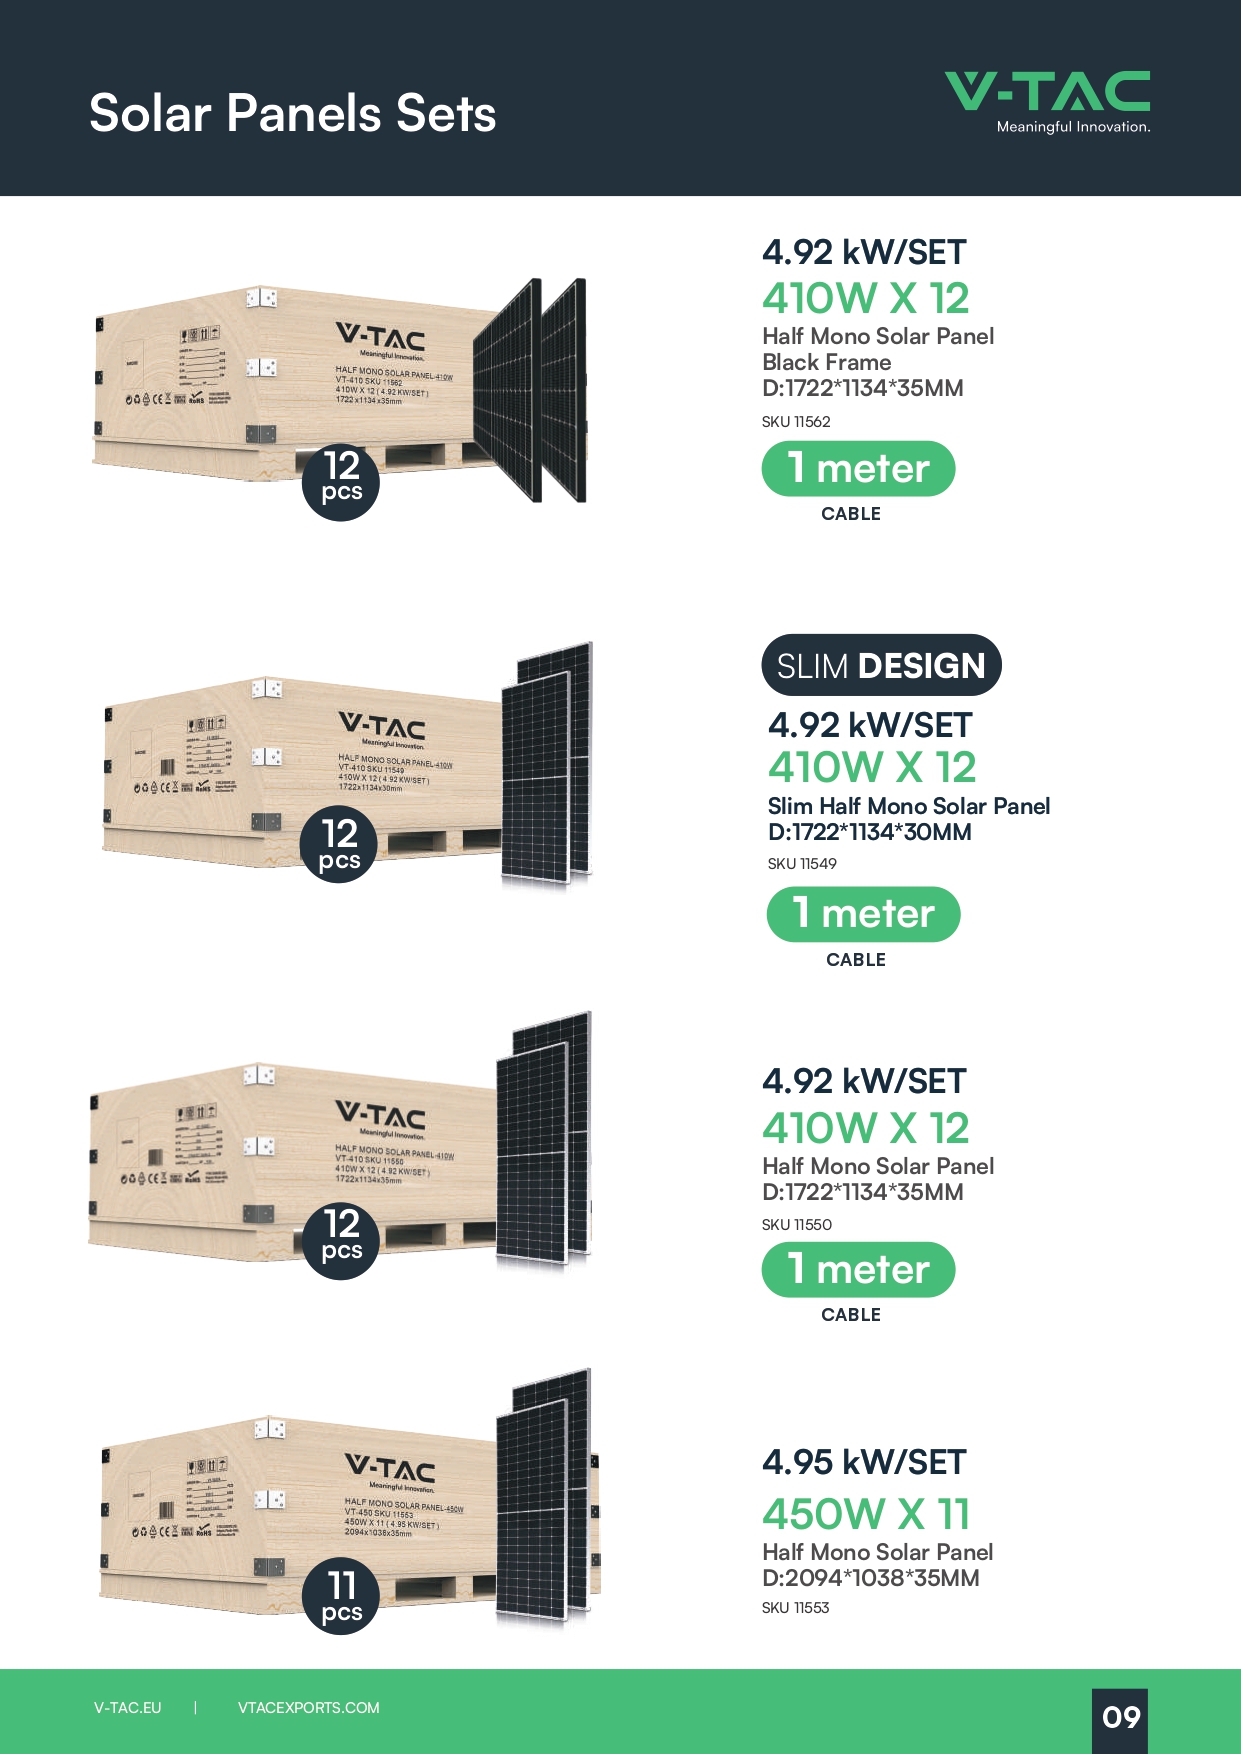 Solar Panels Sets
V-TAC
Meaningful Innovation.
4.92 kW/SET
410W X 12
Half Mono Solar Panel
Black Frame
D:1722*1134*35MM
SKU 11562
1 meter
CABLE
V-TAC
Meaningful Innovation.
HALF MONO SOLAR PANEL-410W
VT-410 SKU 11562
410W X 12 ( 4.92 KW/SET )
1722x1134x35mm
RoHS
12
pcs
SLIM DESIGN
4.92 kW/SET
410W X 12
Slim Half Mono Solar Panel
D:1722*1134*30MM
SKU 11549
1 meter
CABLE
V-TAC
Meaningful Innovation.
HALF MONO SOLAR PANEL-410W
VT-410 SKU 11549
410W X 12 ( 4.92 KW/SET )
1722x1134x30mm
RoHS
12
pcs
4.92 kW/SET
410W X 12
Half Mono Solar Panel
D:1722*1134*35MM
SKU 11550
1 meter
CABLE
V-TAC
Meaningful Innovation.
HALF MONO SOLAR PANEL-410W
VT-410 SKU 11550
410W X 12 ( 4.92 KW/SET )
1722x1134x35mm
RoHS
12
pcs
4.95 kW/SET
450W X 11
Half Mono Solar Panel
D:2094*1038*35MM
SKU 11553
V-TAC
Meaningful Innovation.
HALF MONO SOLAR PANEL-450W
VT-450 SKU 11553
450W X 11 ( 4.95 KW/SET )
2094x1038x35mm
RoHS
11
pcs
V-TAC.EU | VTACEXPORTS.COM
09